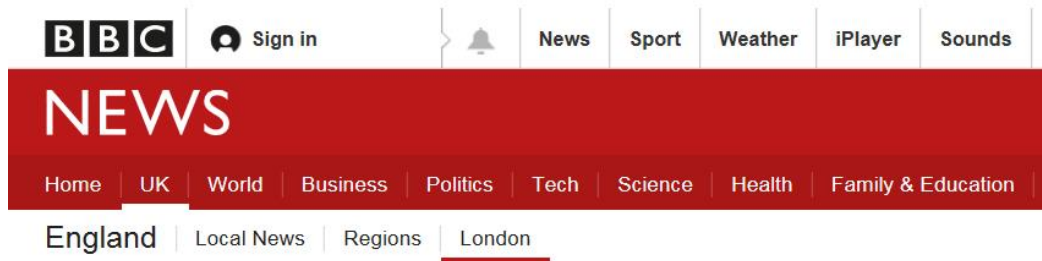 BBC Sign in News Sport Weather iPlayer Sounds
NEWS
Home UK World Business Politics Tech Science Health Family & Education
England Local News Regions London